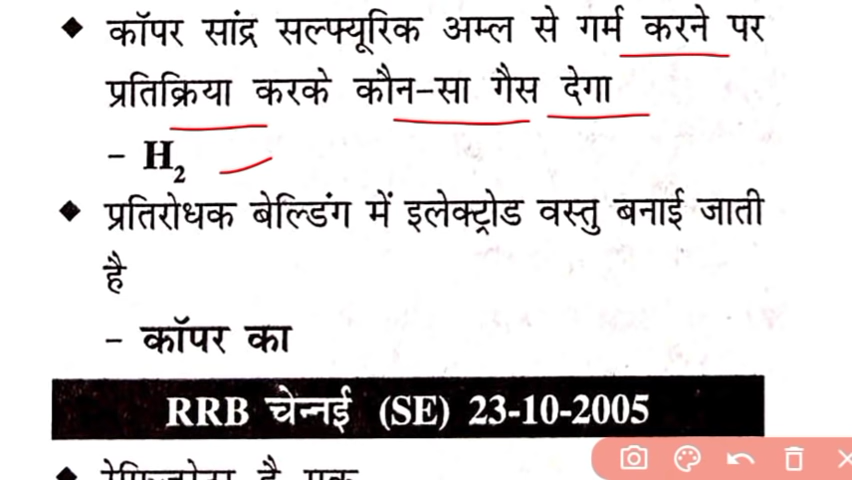 ◆ कॉपर सांद्र सल्फ्यूरिक अम्ल से गर्म करने पर
प्रतिक्रिया करके कौन-सा गैस देगा
- H₂
◆ प्रतिरोधक बेल्डिंग में इलेक्ट्रोड वस्तु बनाई जाती
है
- कॉपर का
RRB चेन्नई (SE) 23-10-2005